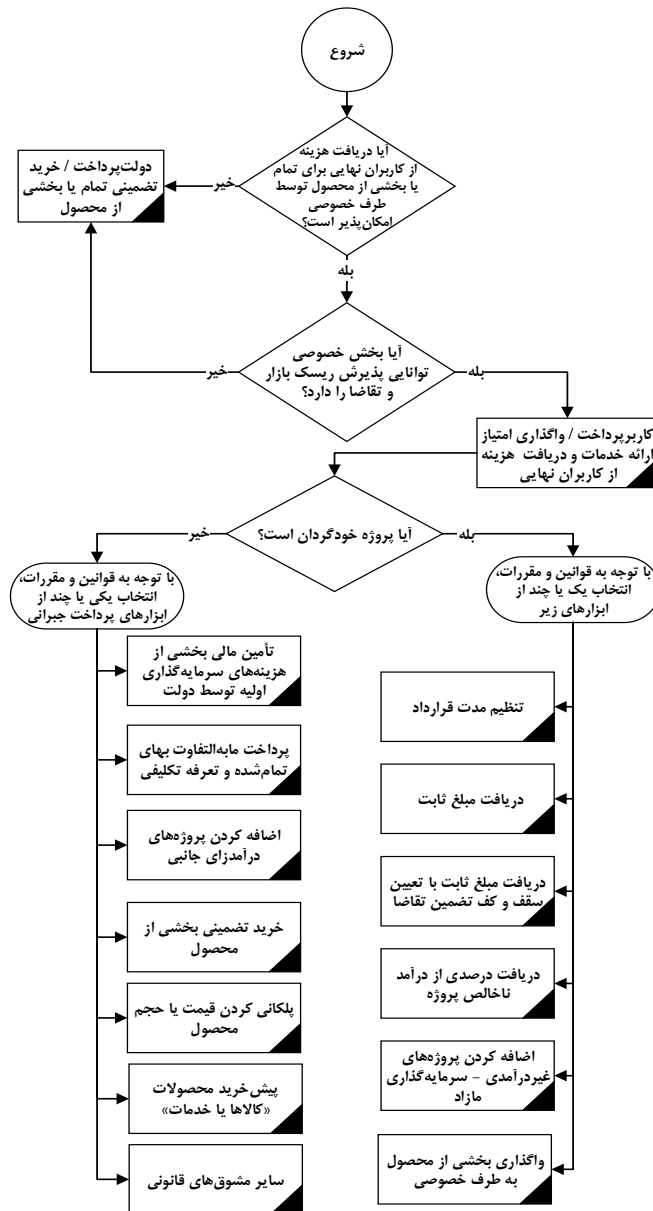 شروع
آیا دریافت هزینه
از کاربران نهایی برای تمام
یا بخشی از محصول توسط
طرف خصوصی
امکان‌پذیر است؟
خیر
دولت‌پرداخت / خرید
تضمینی تمام یا بخشی
از محصول
بله
آیا بخش خصوصی
توانایی پذیرش ریسک بازار
و تقاضا را دارد؟
خیر
بله
کاربرپرداخت / واگذاری امتیاز
ارائه خدمات و دریافت هزینه
از کاربران نهایی
آیا پروژه خودگردان است؟
بله
خیر
با توجه به قوانین و مقررات،
انتخاب یک یا چند از
ابزارهای زیر
تنظیم مدت قرارداد
دریافت مبلغ ثابت
دریافت مبلغ ثابت با تعیین
سقف و کف تضمین تقاضا
دریافت درصدی از درآمد
ناخالص پروژه
اضافه کردن پروژه‌های
غیردرآمدی – سرمایه‌گذاری
مازاد
واگذاری بخشی از محصول
به طرف خصوصی
با توجه به قوانین و مقررات،
انتخاب یکی یا چند از
ابزارهای پرداخت جبرانی
تأمین مالی بخشی از
هزینه‌های سرمایه‌گذاری
اولیه توسط دولت
پرداخت مابه‌التفاوت بهای
تمام‌شده و تعرفه تکلیفی
اضافه کردن پروژه‌های
درآمدزای جانبی
خرید تضمینی بخشی از
محصول
پلکانی کردن قیمت یا حجم
محصول
پیش‌خرید محصولات
«کالاها یا خدمات»
سایر مشوق‌های قانونی